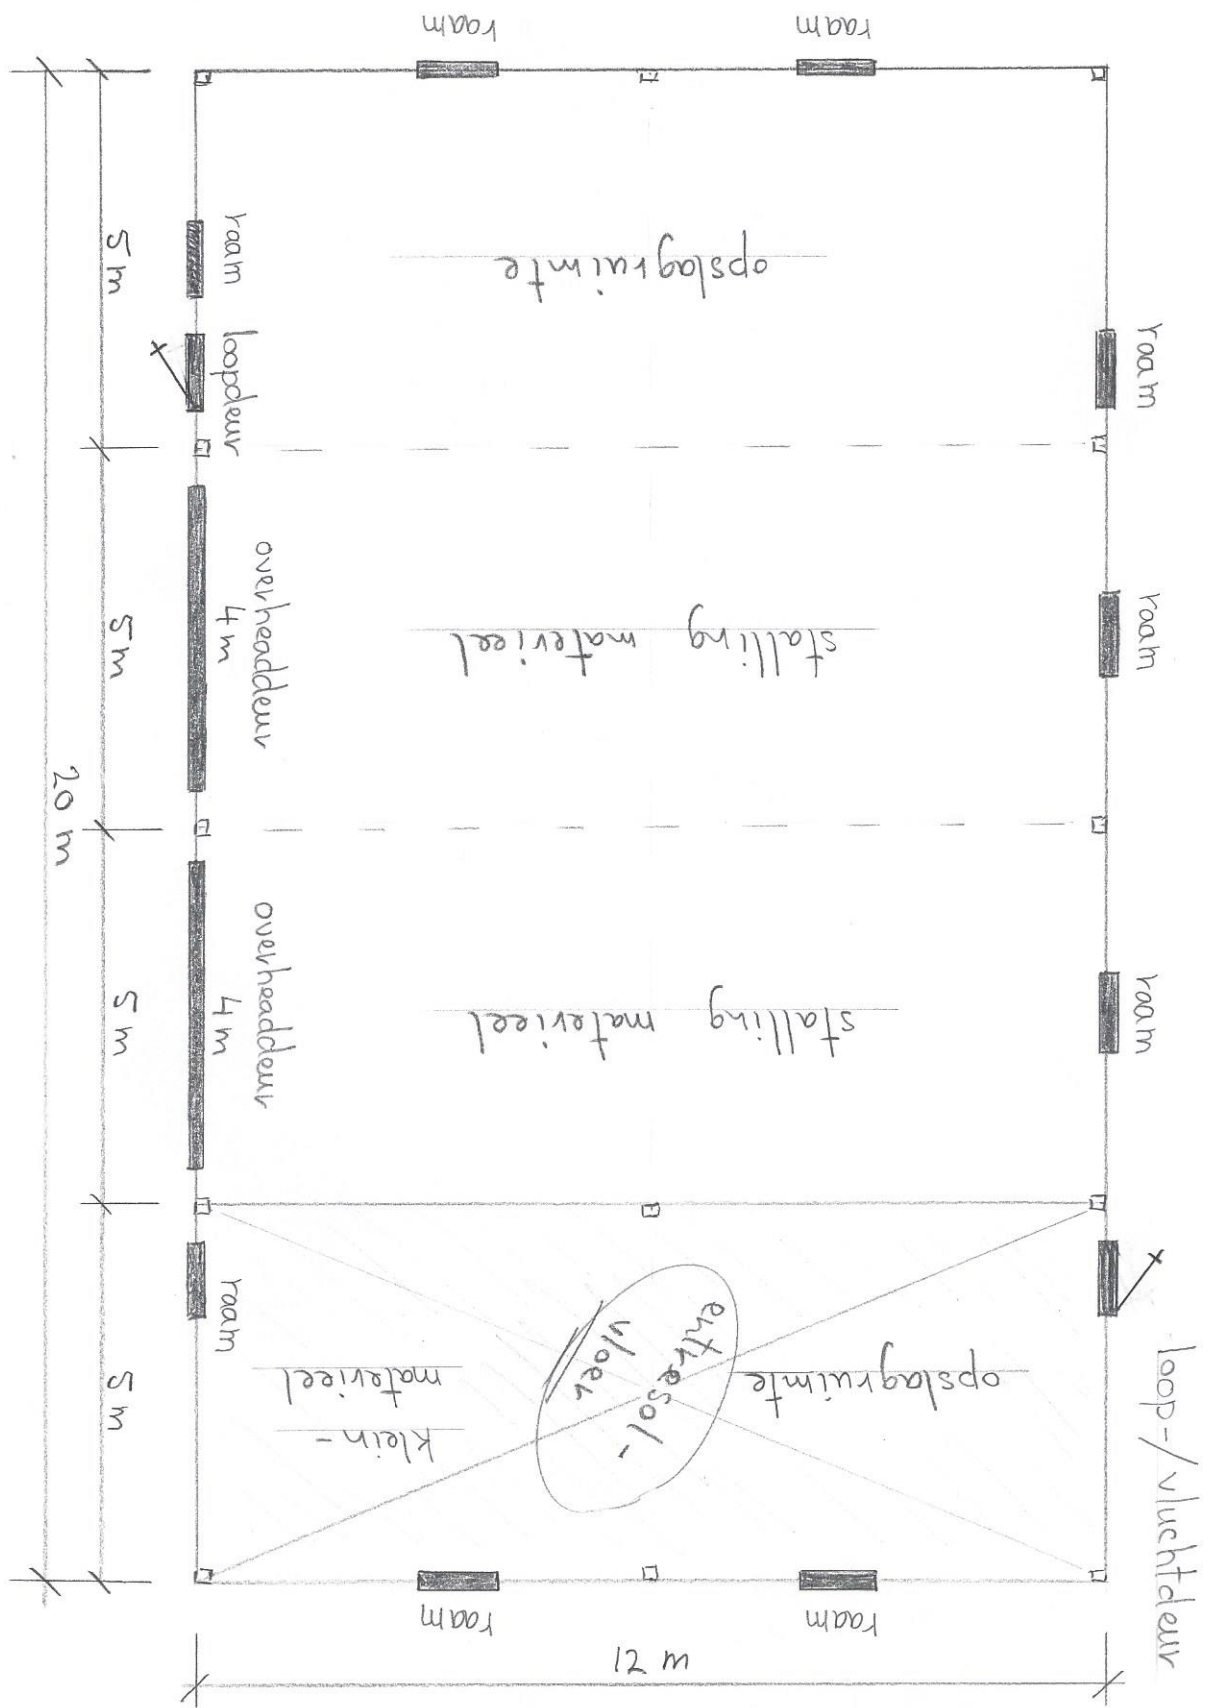 raam
raam
20 m
5 m
5 m
5 m
5 m
raam
loopdeur
opslagruimte
raam
overheaddeur
4 m
stalling materieel
raam
overheaddeur
4 m
stalling materieel
raam
raam
klein-
materieel
entresol-
vloer
opslagruimte
loop-/vluchtdeur
raam
raam
12 m